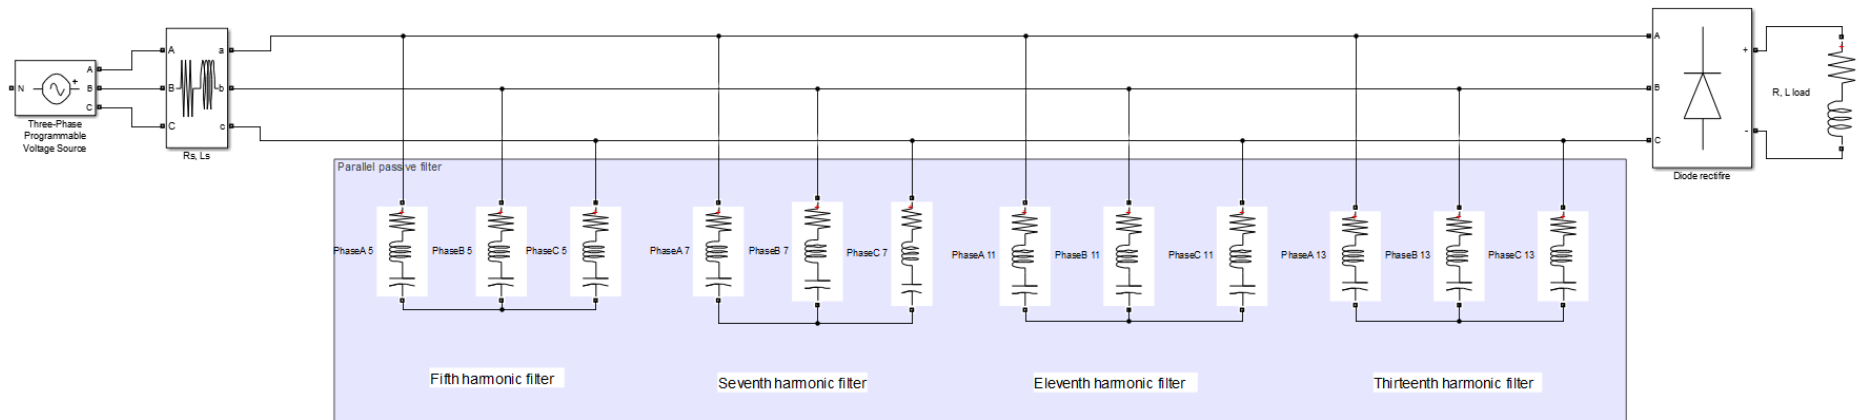 N
A
B
C
Three-Phase
Programmable
Voltage Source
A
B
C
a
b
c
Rs, Ls
A
B
C
+
-
Diode rectifre
R, L load
Parallel passive filter
PhaseA 5
PhaseB 5
PhaseC 5
PhaseA 7
PhaseB 7
PhaseC 7
PhaseA 11
PhaseB 11
PhaseC 11
PhaseA 13
PhaseB 13
PhaseC 13
Fifth harmonic filter
Seventh harmonic filter
Eleventh harmonic filter
Thirteenth harmonic filter